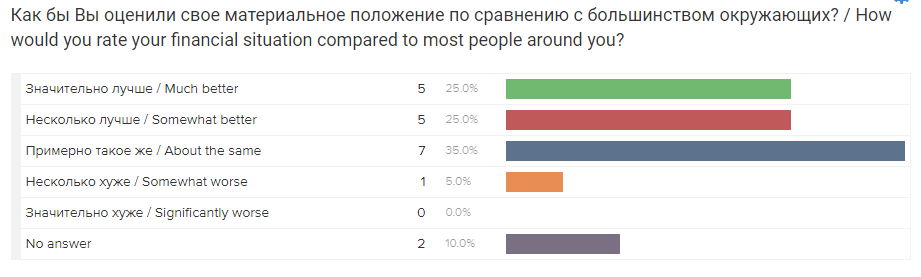 Как бы Вы оценили свое материальное положение по сравнению с большинством окружающих? / How
would you rate your financial situation compared to most people around you?
Значительно лучше / Much better 5 25.0%
Несколько лучше / Somewhat better 5 25.0%
Примерно такое же / About the same 7 35.0%
Несколько хуже / Somewhat worse 1 5.0%
Значительно хуже / Significantly worse 0 0.0%
No answer 2 10.0%